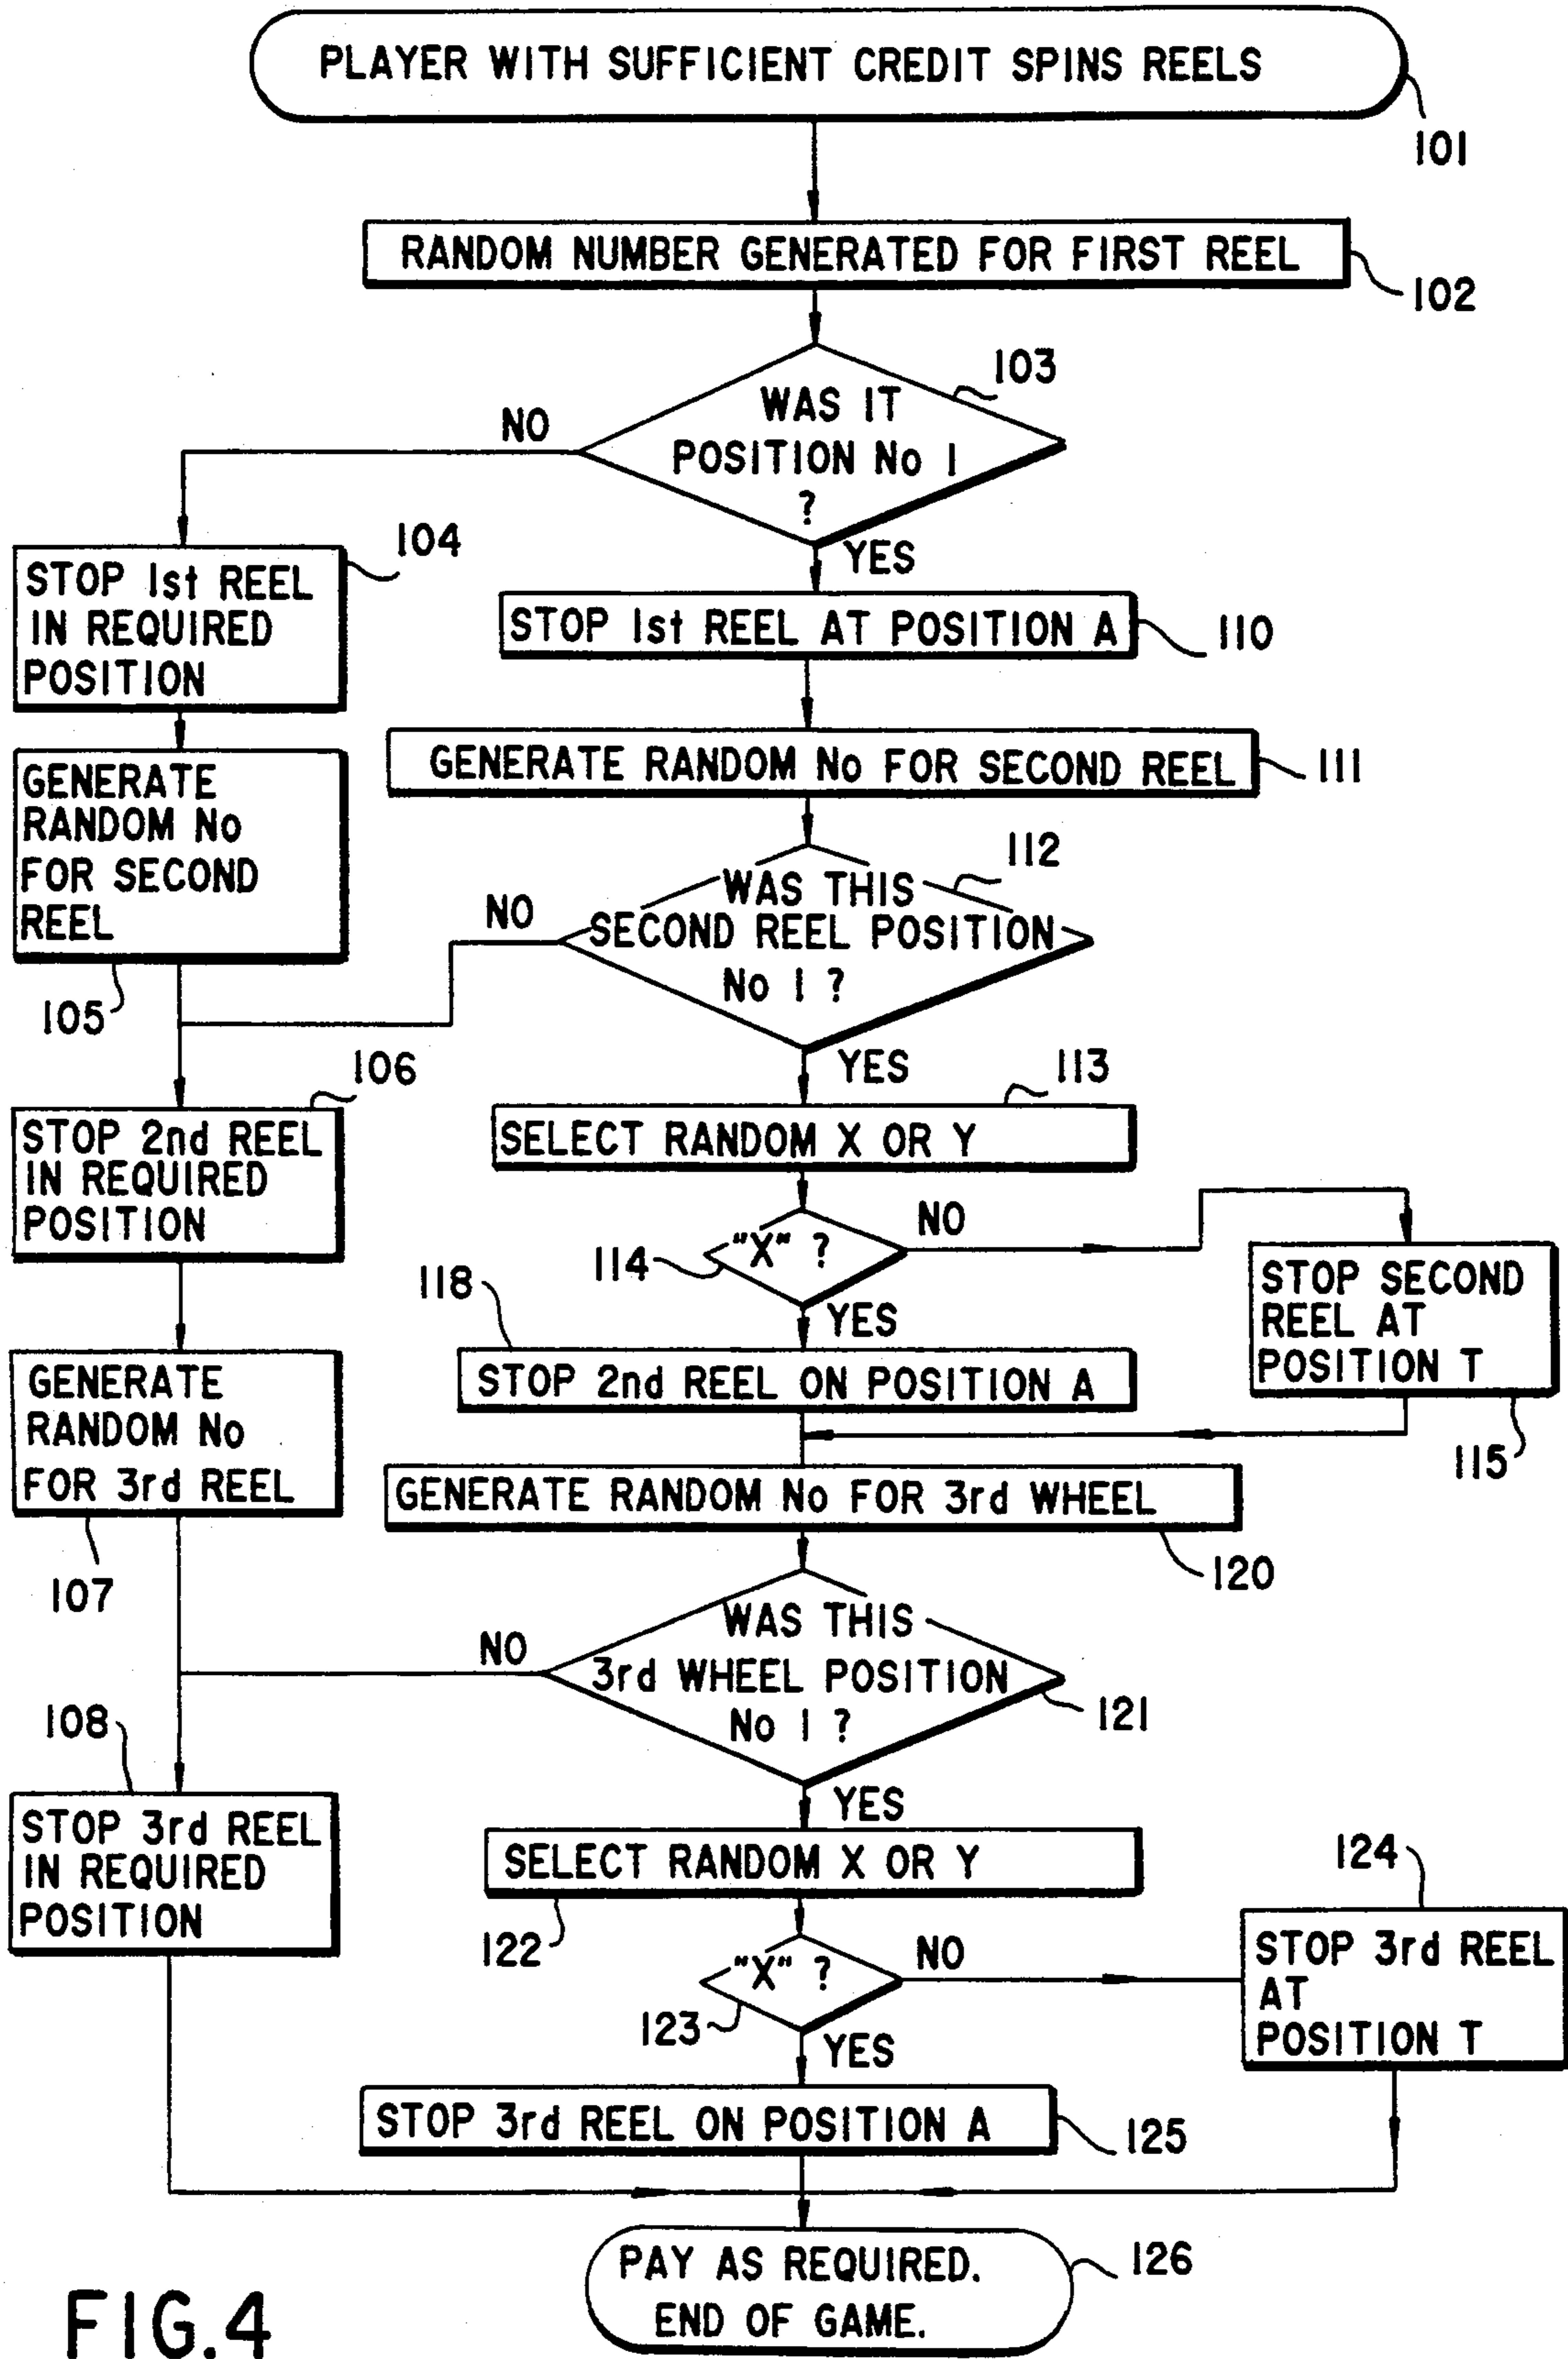 PLAYER WITH SUFFICIENT CREDIT SPINS REELS
101
RANDOM NUMBER GENERATED FOR FIRST REEL
102
103
WAS IT
POSITION No 1
?
NO
YES
104
STOP 1st REEL
IN REQUIRED
POSITION
STOP 1st REEL AT POSITION A
110
GENERATE
RANDOM No
FOR SECOND
REEL
105
GENERATE RANDOM No FOR SECOND REEL
111
112
WAS THIS
SECOND REEL POSITION
No 1 ?
NO
YES
106
STOP 2nd REEL
IN REQUIRED
POSITION
113
SELECT RANDOM X OR Y
"X" ?
114
NO
YES
STOP SECOND
REEL AT
POSITION T
115
118
STOP 2nd REEL ON POSITION A
GENERATE
RANDOM No
FOR 3rd REEL
107
GENERATE RANDOM No FOR 3rd WHEEL
120
WAS THIS
3rd WHEEL POSITION
No 1 ?
121
NO
YES
108
STOP 3rd REEL
IN REQUIRED
POSITION
SELECT RANDOM X OR Y
122
"X" ?
123
NO
YES
124
STOP 3rd REEL
AT
POSITION T
STOP 3rd REEL ON POSITION A
125
PAY AS REQUIRED.
END OF GAME.
126
FIG.4